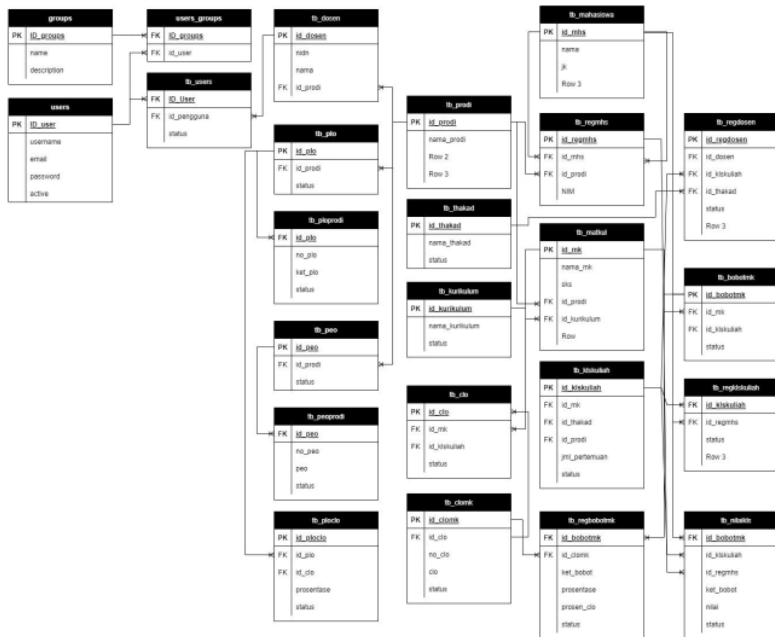 groups
PK ID_groups
name
description
users
PK ID_user
username
email
password
active
users_groups
FK ID_groups
FK id_user
tb_users
FK ID_User
FK id_pengguna
status
tb_dosen
PK id_dosen
nidn
nama
FK id_prodi
tb_plo
PK id_plo
FK id_prodi
status
tb_ploprodi
FK id_plo
no_plo
ket_plo
status
tb_peo
PK id_peo
FK id_prodi
status
tb_peoprodi
FK id_peo
no_peo
peo
status
tb_ploclo
PK id_ploclo
FK id_plo
FK id_clo
prosentase
status
tb_prodi
PK id_prodi
nama_prodi
Row 2
Row 3
tb_thakad
PK id_thakad
nama_thakad
status
tb_kurikulum
PK id_kurikulum
nama_kurikulum
status
tb_clo
PK id_clo
FK id_mk
FK id_klskuliah
status
tb_clomk
PK id_clomk
FK id_clo
no_clo
clo
status
tb_mahasiswa
PK id_mhs
nama
jk
Row 3
tb_regmhs
PK id_regmhs
FK id_mhs
FK id_prodi
NIM
tb_matkul
PK id_mk
nama_mk
sks
FK id_prodi
FK id_kurikulum
Row
tb_klskuliah
PK id_klskuliah
FK id_mk
FK id_thakad
FK id_prodi
jml_pertemuan
status
tb_regbobotmk
FK id_bobotmk
FK id_clomk
ket_bobot
prosentase
prosen_clo
status
tb_regdosen
PK id_regdosen
FK id_dosen
FK id_klskuliah
FK id_thakad
status
Row 3
tb_bobotmk
PK id_bobotmk
FK id_mk
FK id_klskuliah
status
tb_regklskuliah
FK id_klskuliah
FK id_regmhs
status
Row 3
tb_nilaikls
FK id_bobotmk
FK id_klskuliah
FK id_regmhs
ket_bobot
nilai
status